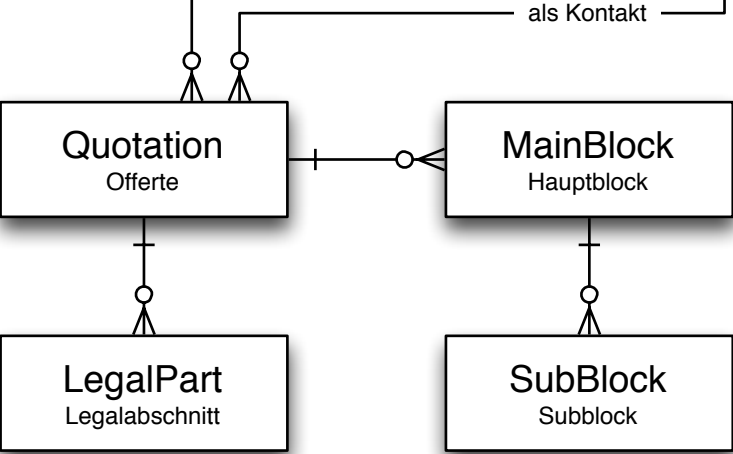 als Kontakt
Quotation
Offerte
MainBlock
Hauptblock
LegalPart
Legalabschnitt
SubBlock
Subblock